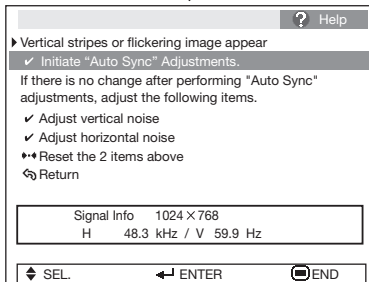 ? Help
Vertical stripes or flickering image appear
✔ Initiate “Auto Sync” Adjustments.
If there is no change after performing "Auto Sync"
adjustments, adjust the following items.
✔ Adjust vertical noise
✔ Adjust horizontal noise
Reset the 2 items above
Return
Signal Info 1024×768
H 48.3 kHz / V 59.9 Hz
SEL. ENTER END